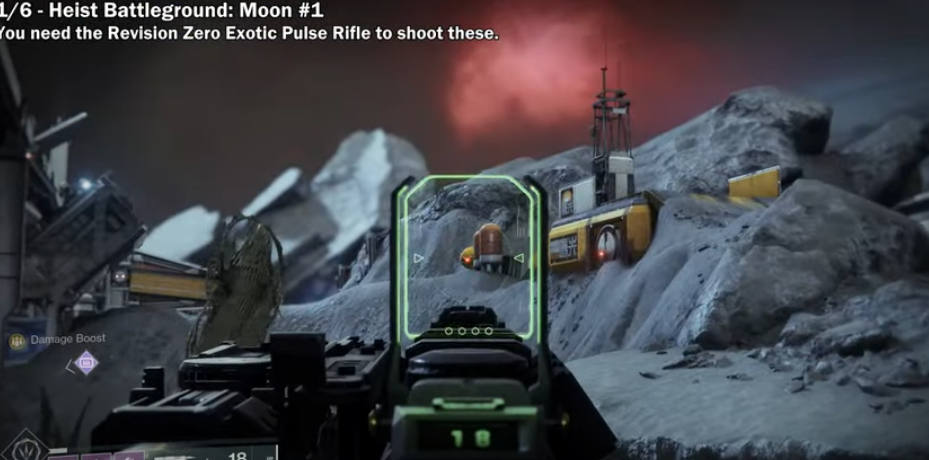 1/6 - Heist Battleground: Moon #1
You need the Revision Zero Exotic Pulse Rifle to shoot these.
Damage Boost
18
18